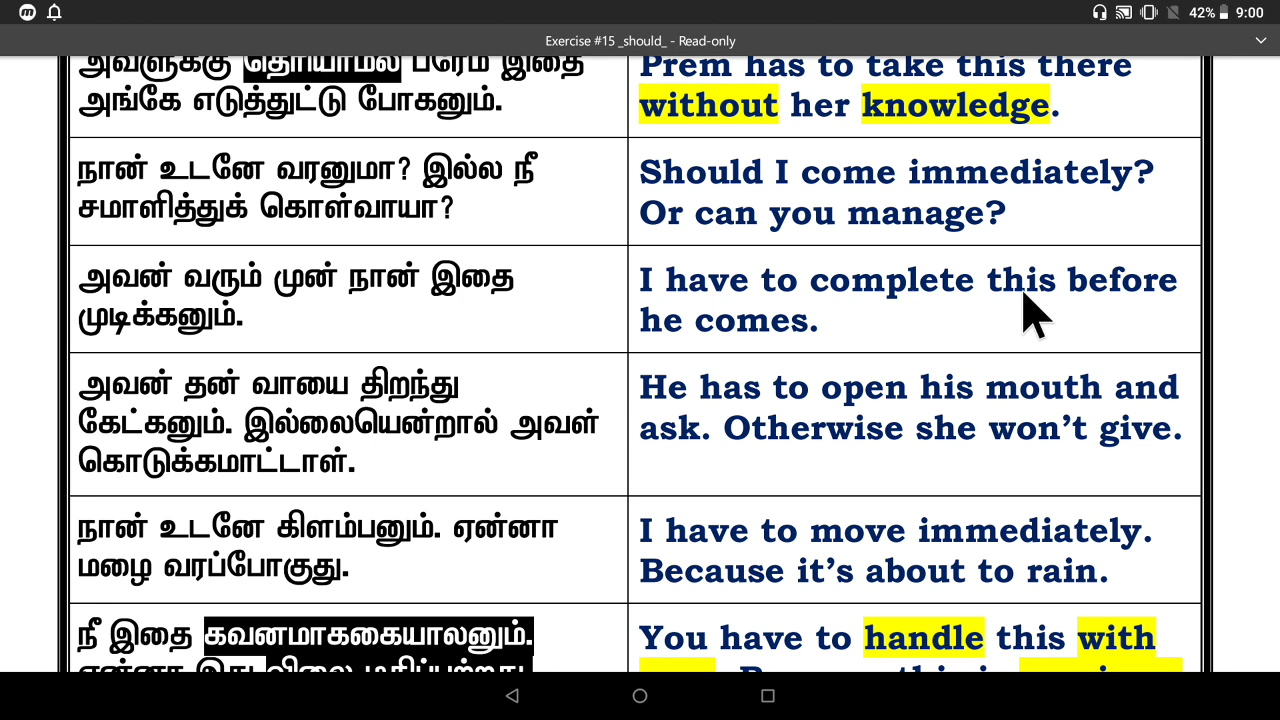 42% 9:00
Exercise #15 _should_ - Read-only
அவளுக்கு தெரியாமல் பிரேம் இதை
அங்கே எடுத்துட்டு போகனும்.
Prem has to take this there
without her knowledge.
நான் உடனே வரனுமா? இல்ல நீ
சமாளித்துக் கொள்வாயா?
Should I come immediately?
Or can you manage?
அவன் வரும் முன் நான் இதை
முடிக்கனும்.
I have to complete this before
he comes.
அவன் தன் வாயை திறந்து
கேட்கனும். இல்லையென்றால் அவள்
கொடுக்கமாட்டாள்.
He has to open his mouth and
ask. Otherwise she won’t give.
நான் உடனே கிளம்பனும். ஏன்னா
மழை வரப்போகுது.
I have to move immediately.
Because it’s about to rain.
நீ இதை கவனமாககையாலனும்.
You have to handle this with